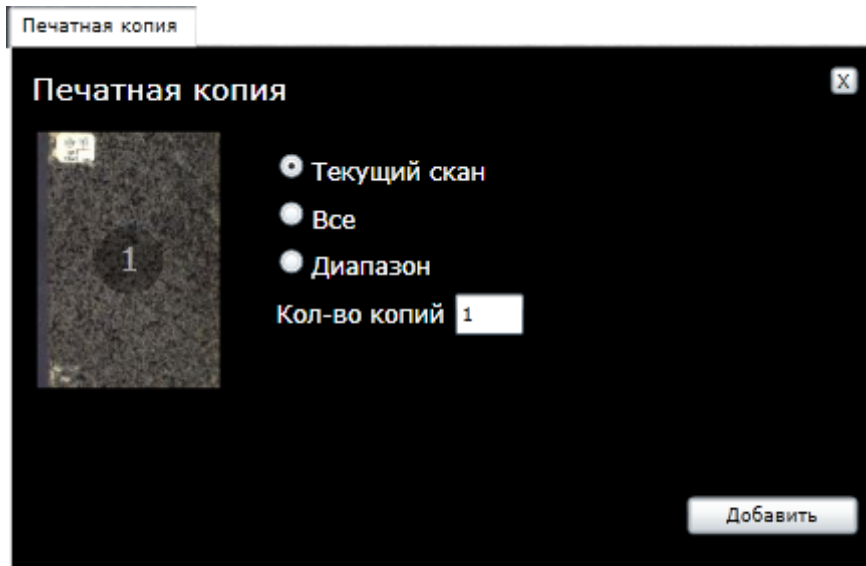 Печатная копия
Печатная копия
X
1
Текущий скан
Все
Диапазон
Кол-во копий 1
Добавить